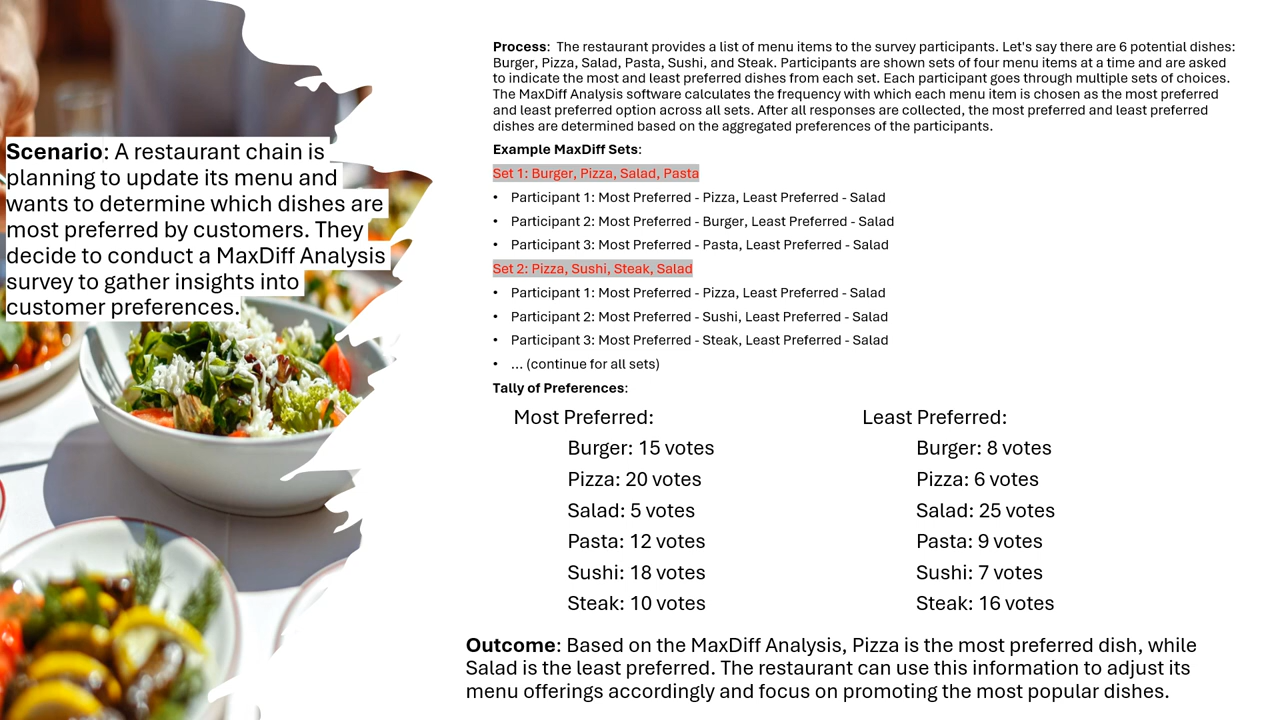 Scenario: A restaurant chain is
planning to update its menu and
wants to determine which dishes are
most preferred by customers. They
decide to conduct a MaxDiff Analysis
survey to gather insights into
customer preferences.
Process:  The restaurant provides a list of menu items to the survey participants. Let's say there are 6 potential dishes:
Burger, Pizza, Salad, Pasta, Sushi, and Steak. Participants are shown sets of four menu items at a time and are asked
to indicate the most and least preferred dishes from each set. Each participant goes through multiple sets of choices.
The MaxDiff Analysis software calculates the frequency with which each menu item is chosen as the most preferred
and least preferred option across all sets. After all responses are collected, the most preferred and least preferred
dishes are determined based on the aggregated preferences of the participants.
Example MaxDiff Sets:
Set 1: Burger, Pizza, Salad, Pasta
• Participant 1: Most Preferred - Pizza, Least Preferred - Salad
• Participant 2: Most Preferred - Burger, Least Preferred - Salad
• Participant 3: Most Preferred - Pasta, Least Preferred - Salad
Set 2: Pizza, Sushi, Steak, Salad
• Participant 1: Most Preferred - Pizza, Least Preferred - Salad
• Participant 2: Most Preferred - Sushi, Least Preferred - Salad
• Participant 3: Most Preferred - Steak, Least Preferred - Salad
• ... (continue for all sets)
Tally of Preferences:
Most Preferred:
Burger: 15 votes
Pizza: 20 votes
Salad: 5 votes
Pasta: 12 votes
Sushi: 18 votes
Steak: 10 votes
Least Preferred:
Burger: 8 votes
Pizza: 6 votes
Salad: 25 votes
Pasta: 9 votes
Sushi: 7 votes
Steak: 16 votes
Outcome: Based on the MaxDiff Analysis, Pizza is the most preferred dish, while
Salad is the least preferred. The restaurant can use this information to adjust its
menu offerings accordingly and focus on promoting the most popular dishes.